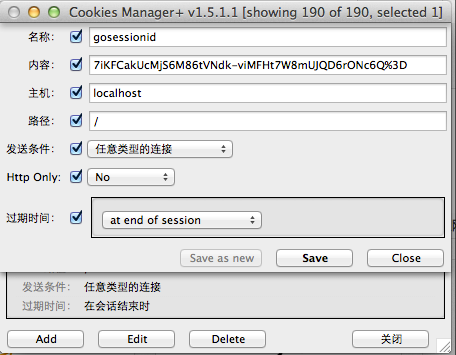 Cookies Manager+ v1.5.1.1 [showing 190 of 190, selected 1]
名称: gosessionid
内容: 7iKFCakUcMjS6M86tVNdk-viMFHt7W8mUJQD6rONc6Q%3D
主机: localhost
路径: /
发送条件: 任意类型的连接
Http Only: No
过期时间: at end of session
Save as new Save Close
发送条件: 任意类型的连接
过期时间: 在会话结束时
Add Edit Delete 关闭